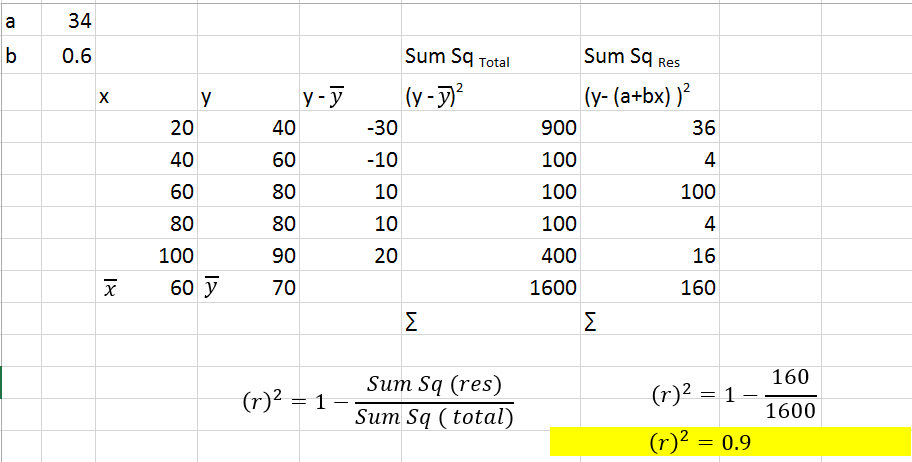 a 34
b 0.6 Sum Sq Total Sum Sq Res
x y y - y̅ (y - y̅)² (y- (a+bx) )²
20 40 -30 900 36
40 60 -10 100 4
60 80 10 100 100
80 80 10 100 4
100 90 20 400 16
x̅ 60 y̅ 70 1600 160
∑ ∑
(r)² = 1 − Sum Sq (res) / Sum Sq ( total) (r)² = 1 − 160 / 1600
(r)² = 0.9